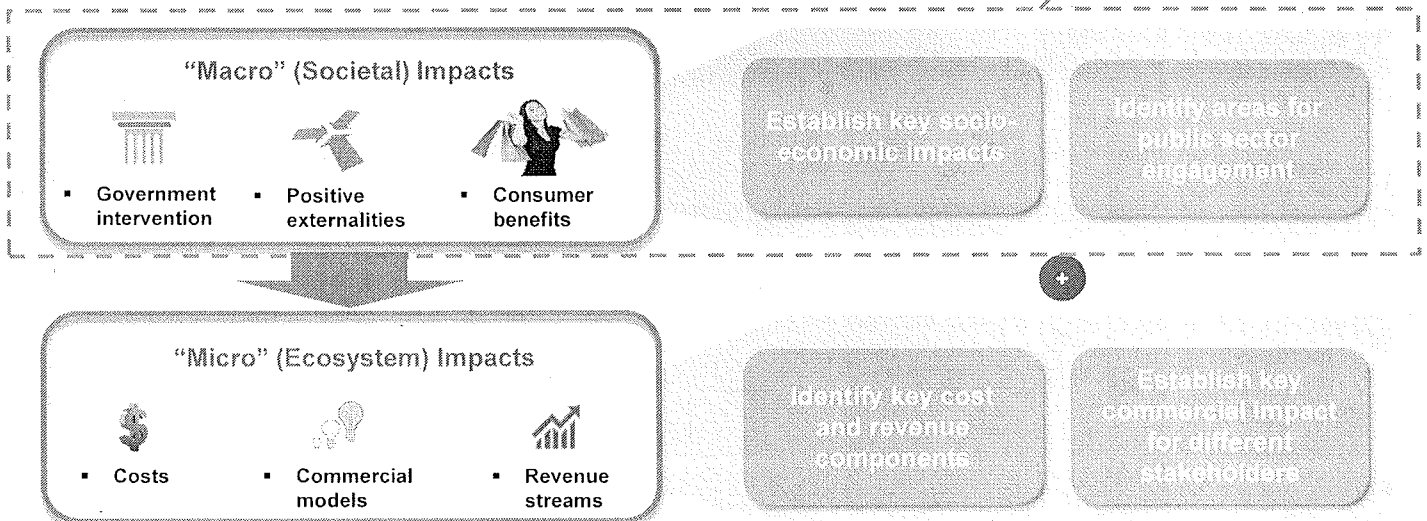 “Macro” (Societal) Impacts
▪ Government
intervention
▪ Positive
externalities
▪ Consumer
benefits
Establish key socio-
economic impacts
Identify areas for
public sector
engagement
+
“Micro” (Ecosystem) Impacts
$
▪ Costs
▪ Commercial
models
▪ Revenue
streams
Identify key cost
and revenue
components
Establish key
commercial impact
for different
stakeholders